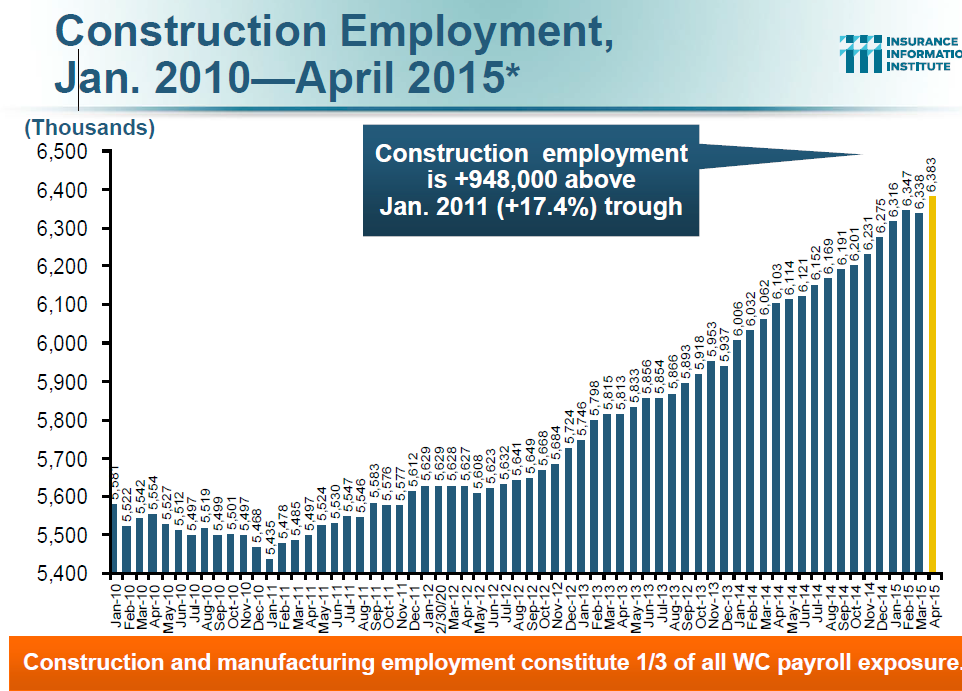 Construction Employment,
Jan. 2010—April 2015*
INSURANCE
INFORMATIO
INSTITUTE
(Thousands)
Construction employment
is +948,000 above
Jan. 2011 (+17.4%) trough
6,500
6,400
6,300
6,200
6,100
6,000
5,900
5,800
5,700
5,600
5,500
5,400
5,581
5,522
5,542
5,554
5,527
5,512
5,497
5,519
5,499
5,501
5,497
5,468
5,435
5,478
5,485
5,497
5,524
5,530
5,547
5,546
5,583
5,576
5,577
5,612
5,629
5,629
5,628
5,627
5,608
5,623
5,632
5,641
5,649
5,668
5,684
5,724
5,746
5,798
5,815
5,813
5,833
5,856
5,854
5,866
5,893
5,918
5,953
5,937
6,006
6,032
6,062
6,103
6,114
6,121
6,152
6,169
6,191
6,201
6,231
6,275
6,316
6,347
6,338
6,383
Jan-10
Feb-10
Mar-10
Apr-10
May-10
Jun-10
Jul-10
Aug-10
Sep-10
Oct-10
Nov-10
Dec-10
Jan-11
Feb-11
Mar-11
Apr-11
May-11
Jun-11
Jul-11
Aug-11
Sep-11
Oct-11
Nov-11
Dec-11
Jan-12
2/30/20
Mar-12
Apr-12
May-12
Jun-12
Jul-12
Aug-12
Sep-12
Oct-12
Nov-12
Dec-12
Jan-13
Feb-13
Mar-13
Apr-13
May-13
Jun-13
Jul-13
Aug-13
Sep-13
Oct-13
Nov-13
Dec-13
Jan-14
Feb-14
Mar-14
Apr-14
May-14
Jun-14
Jul-14
Aug-14
Sep-14
Oct-14
Nov-14
Dec-14
Jan-15
Feb-15
Mar-15
Apr-15
Construction and manufacturing employment constitute 1/3 of all WC payroll exposure.